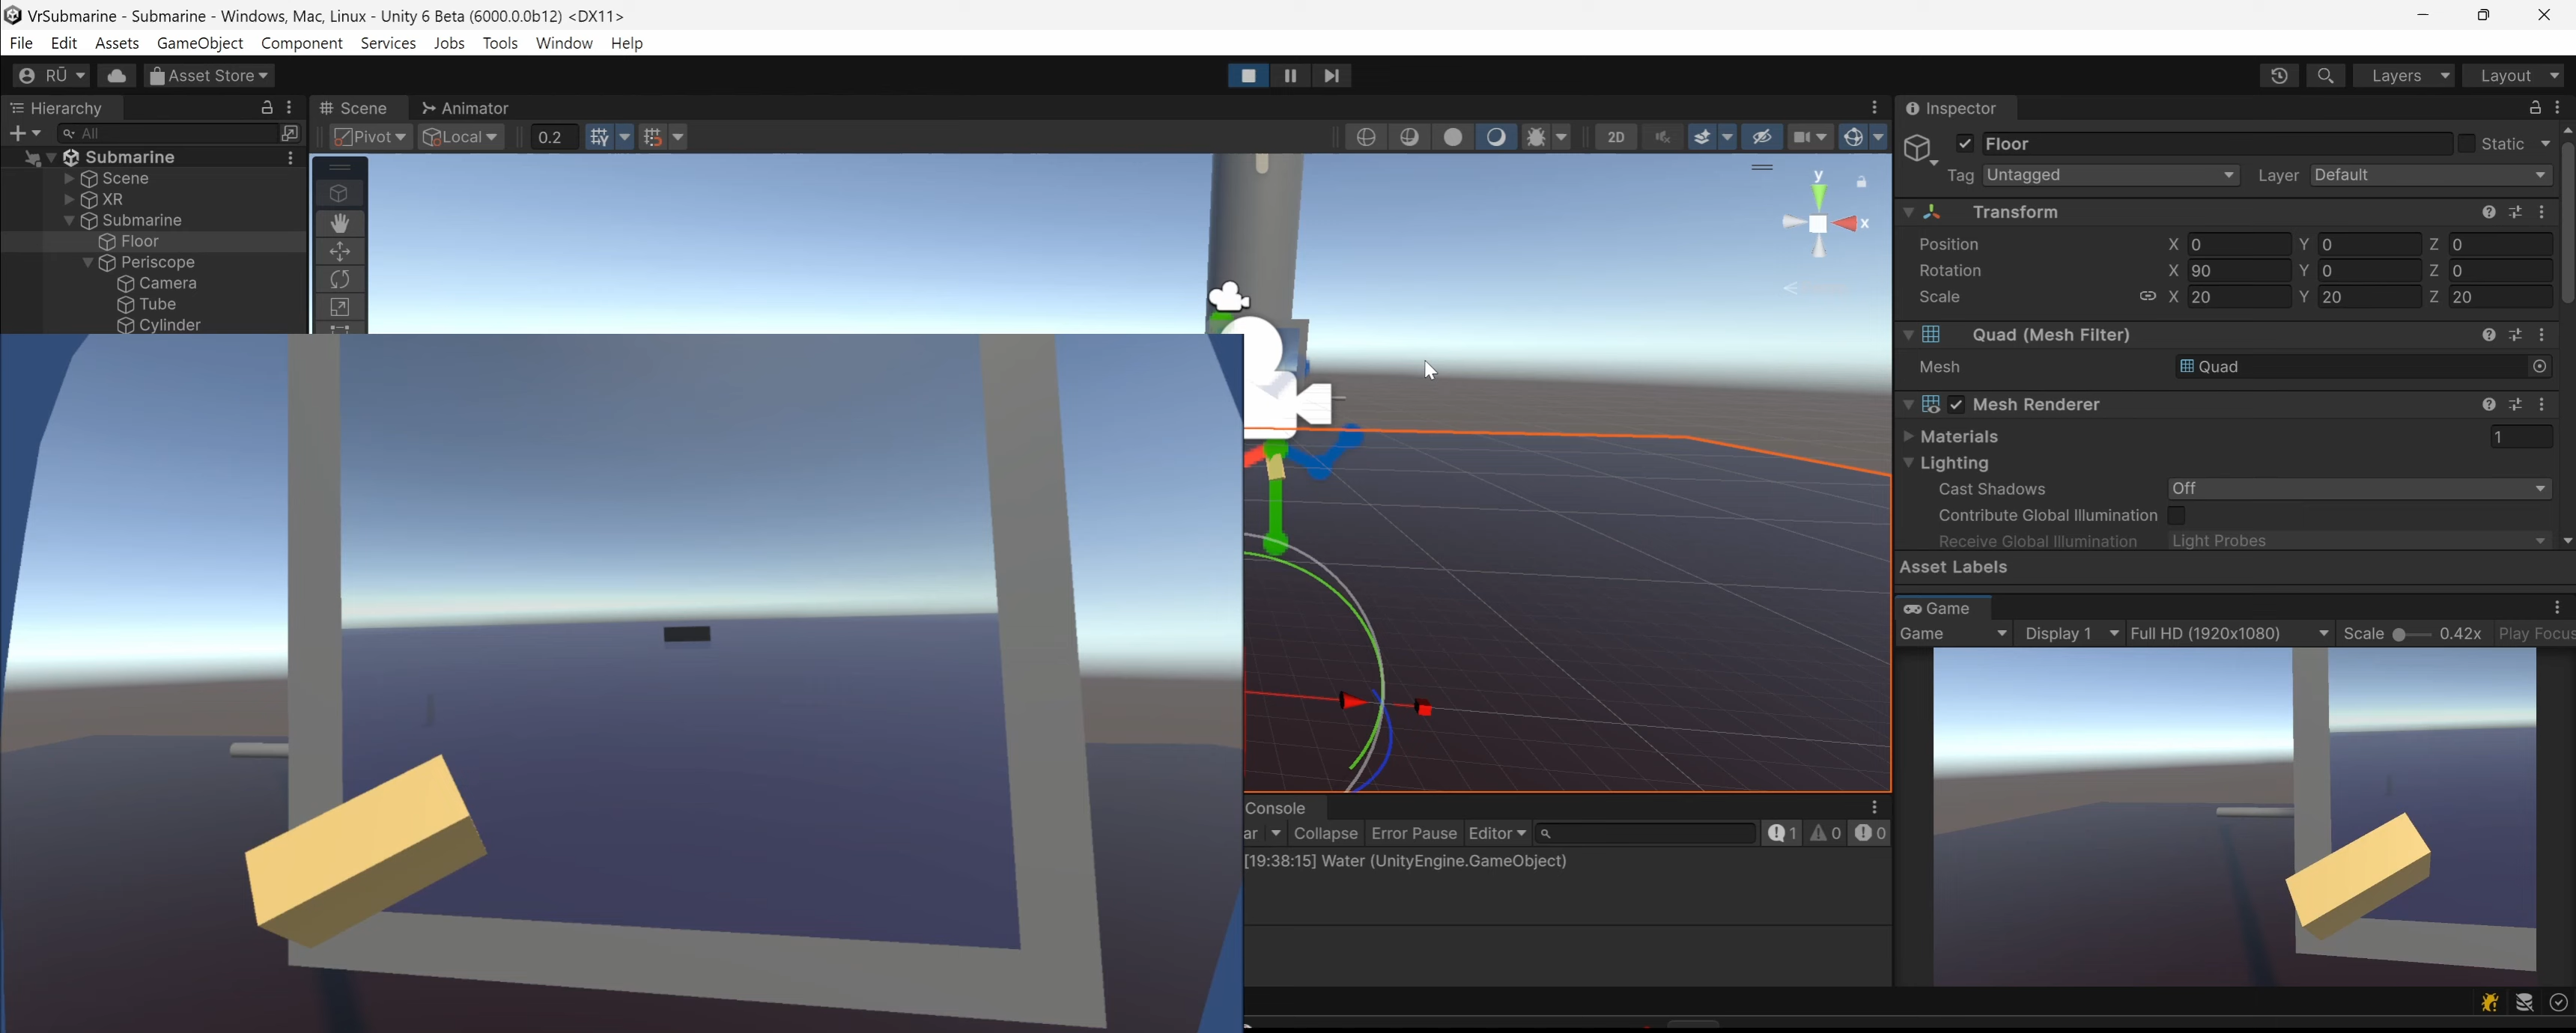 VrSubmarine - Submarine - Windows, Mac, Linux - Unity 6 Beta (6000.0.0b12) <DX11>
File Edit Assets GameObject Component Services Jobs Tools Window Help
RŪ Asset Store Layers Layout
Hierarchy
All
Submarine
Scene
XR
Submarine
Floor
Periscope
Camera
Tube
Cylinder
Scene Animator
Pivot Local 0.2 2D
y
x
Inspector
Floor Static
Tag Untagged Layer Default
Transform
Position X 0 Y 0 Z 0
Rotation X 90 Y 0 Z 0
Scale X 20 Y 20 Z 20
Quad (Mesh Filter)
Mesh Quad
Mesh Renderer
Materials 1
Lighting
Cast Shadows Off
Contribute Global Illumination
Receive Global Illumination Light Probes
Asset Labels
Game
Game Display 1 Full HD (1920x1080) Scale 0.42x Play Focus
Console
ar Collapse Error Pause Editor 1 0 0
[19:38:15] Water (UnityEngine.GameObject)